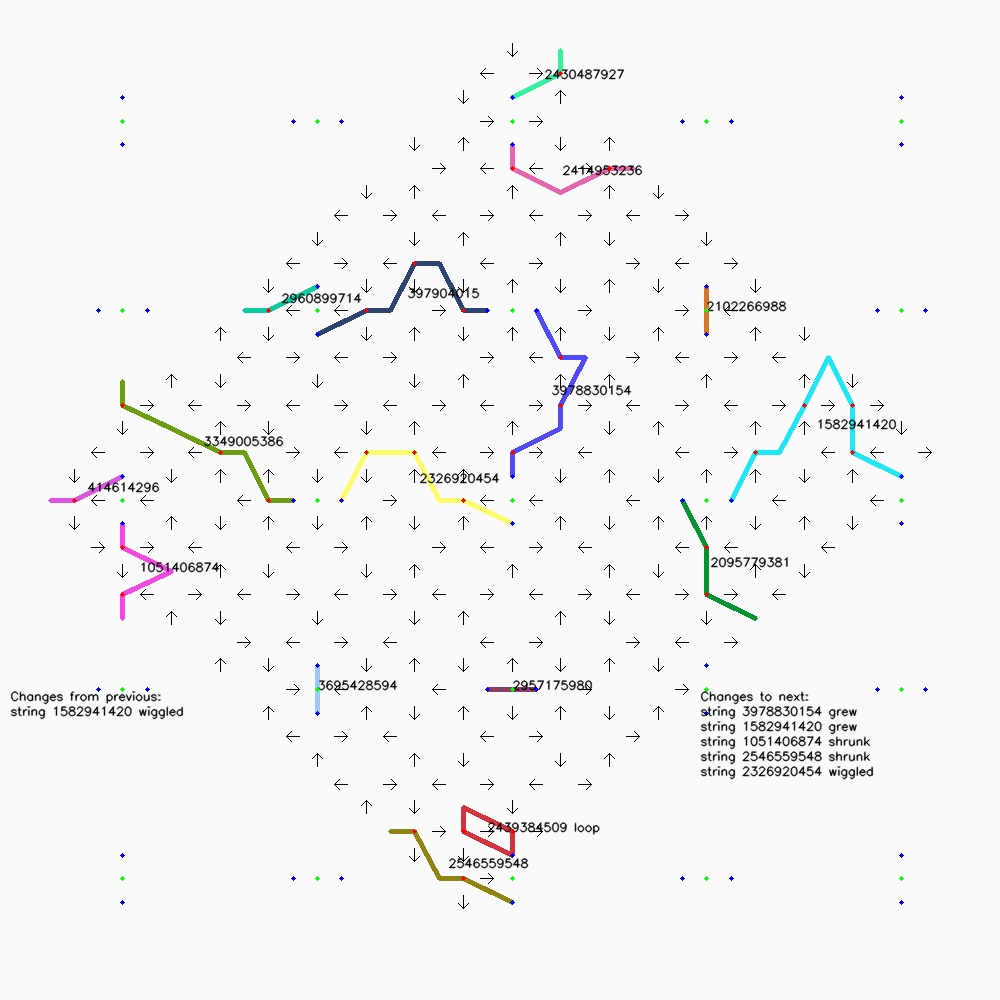 2430487927
2414953236
2960899714
397904015
2102266988
3978830154
1582941420
3349005386
2326920454
414614296
2095779381
1051406874
3695428594
2957175980
Changes from previous:
string 1582941420 wiggled
Changes to next:
string 3978830154 grew
string 1582941420 grew
string 1051406874 shrunk
string 2546559548 shrunk
string 2326920454 wiggled
2439384509 loop
2546559548